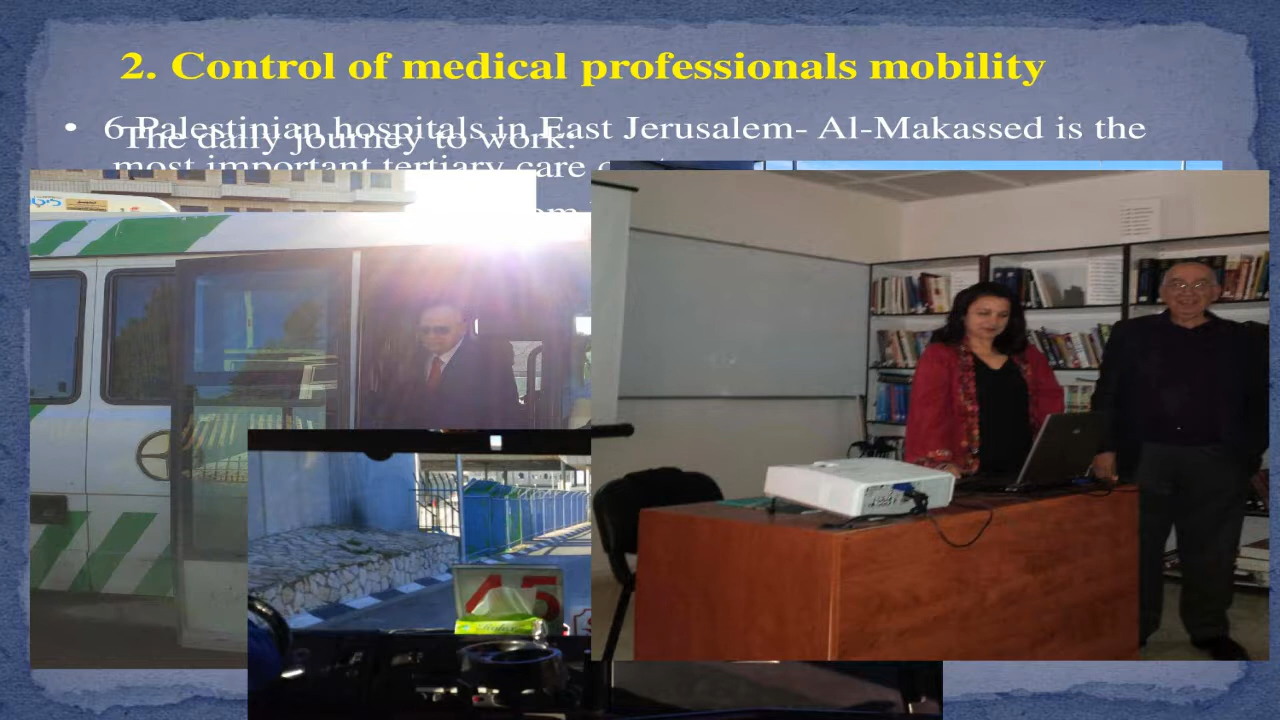 2. Control of medical professionals mobility
• 6 Palestinian hospitals in East Jerusalem- Al-Makassed is the
The daily journey to work:
most important tertiary care
45